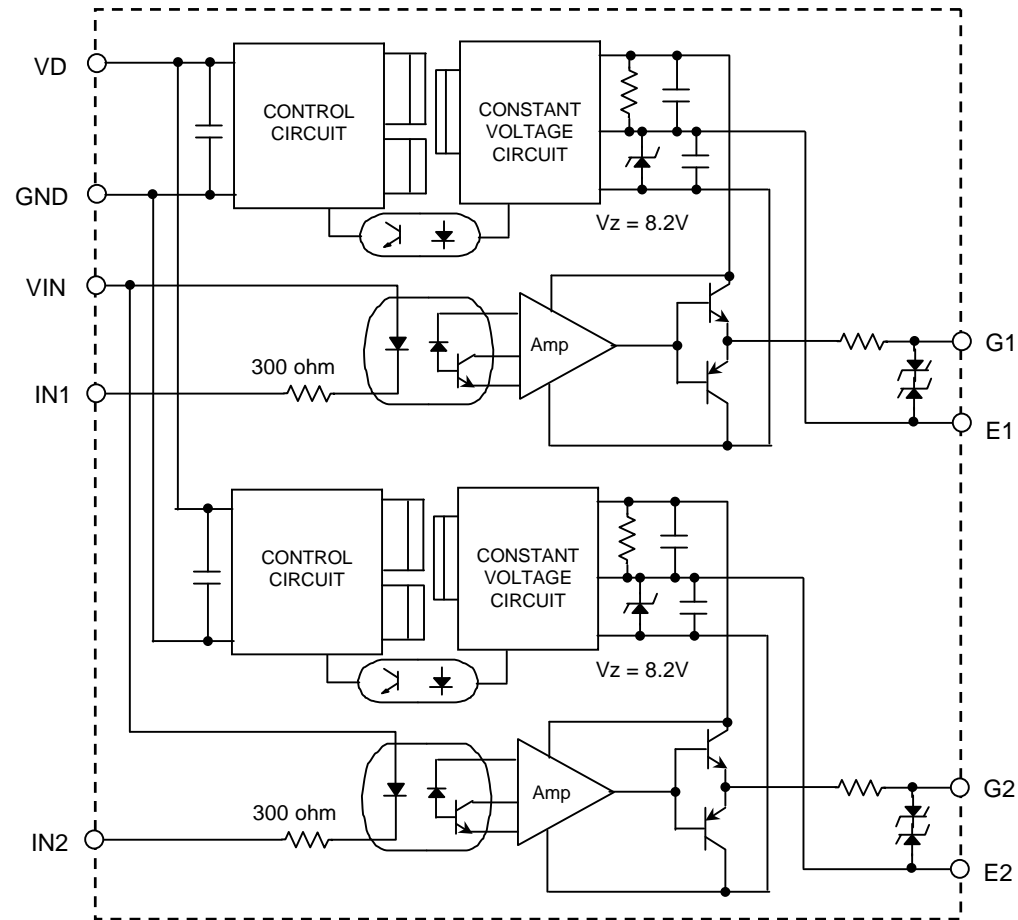 VD
CONTROL
CIRCUIT
CONSTANT
VOLTAGE
CIRCUIT
GND
Vz = 8.2V
VIN
Amp
G1
300 ohm
IN1
E1
CONTROL
CIRCUIT
CONSTANT
VOLTAGE
CIRCUIT
Vz = 8.2V
Amp
G2
300 ohm
IN2
E2